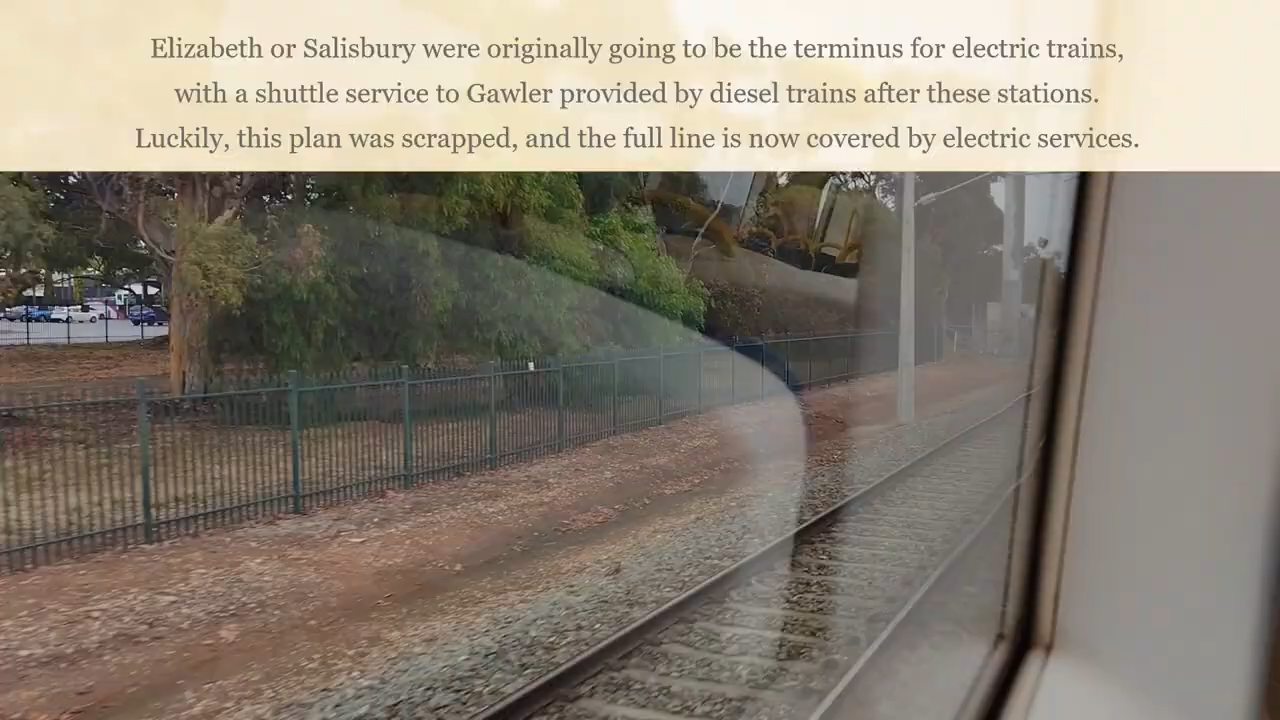 Elizabeth or Salisbury were originally going to be the terminus for electric trains,
with a shuttle service to Gawler provided by diesel trains after these stations.
Luckily, this plan was scrapped, and the full line is now covered by electric services.